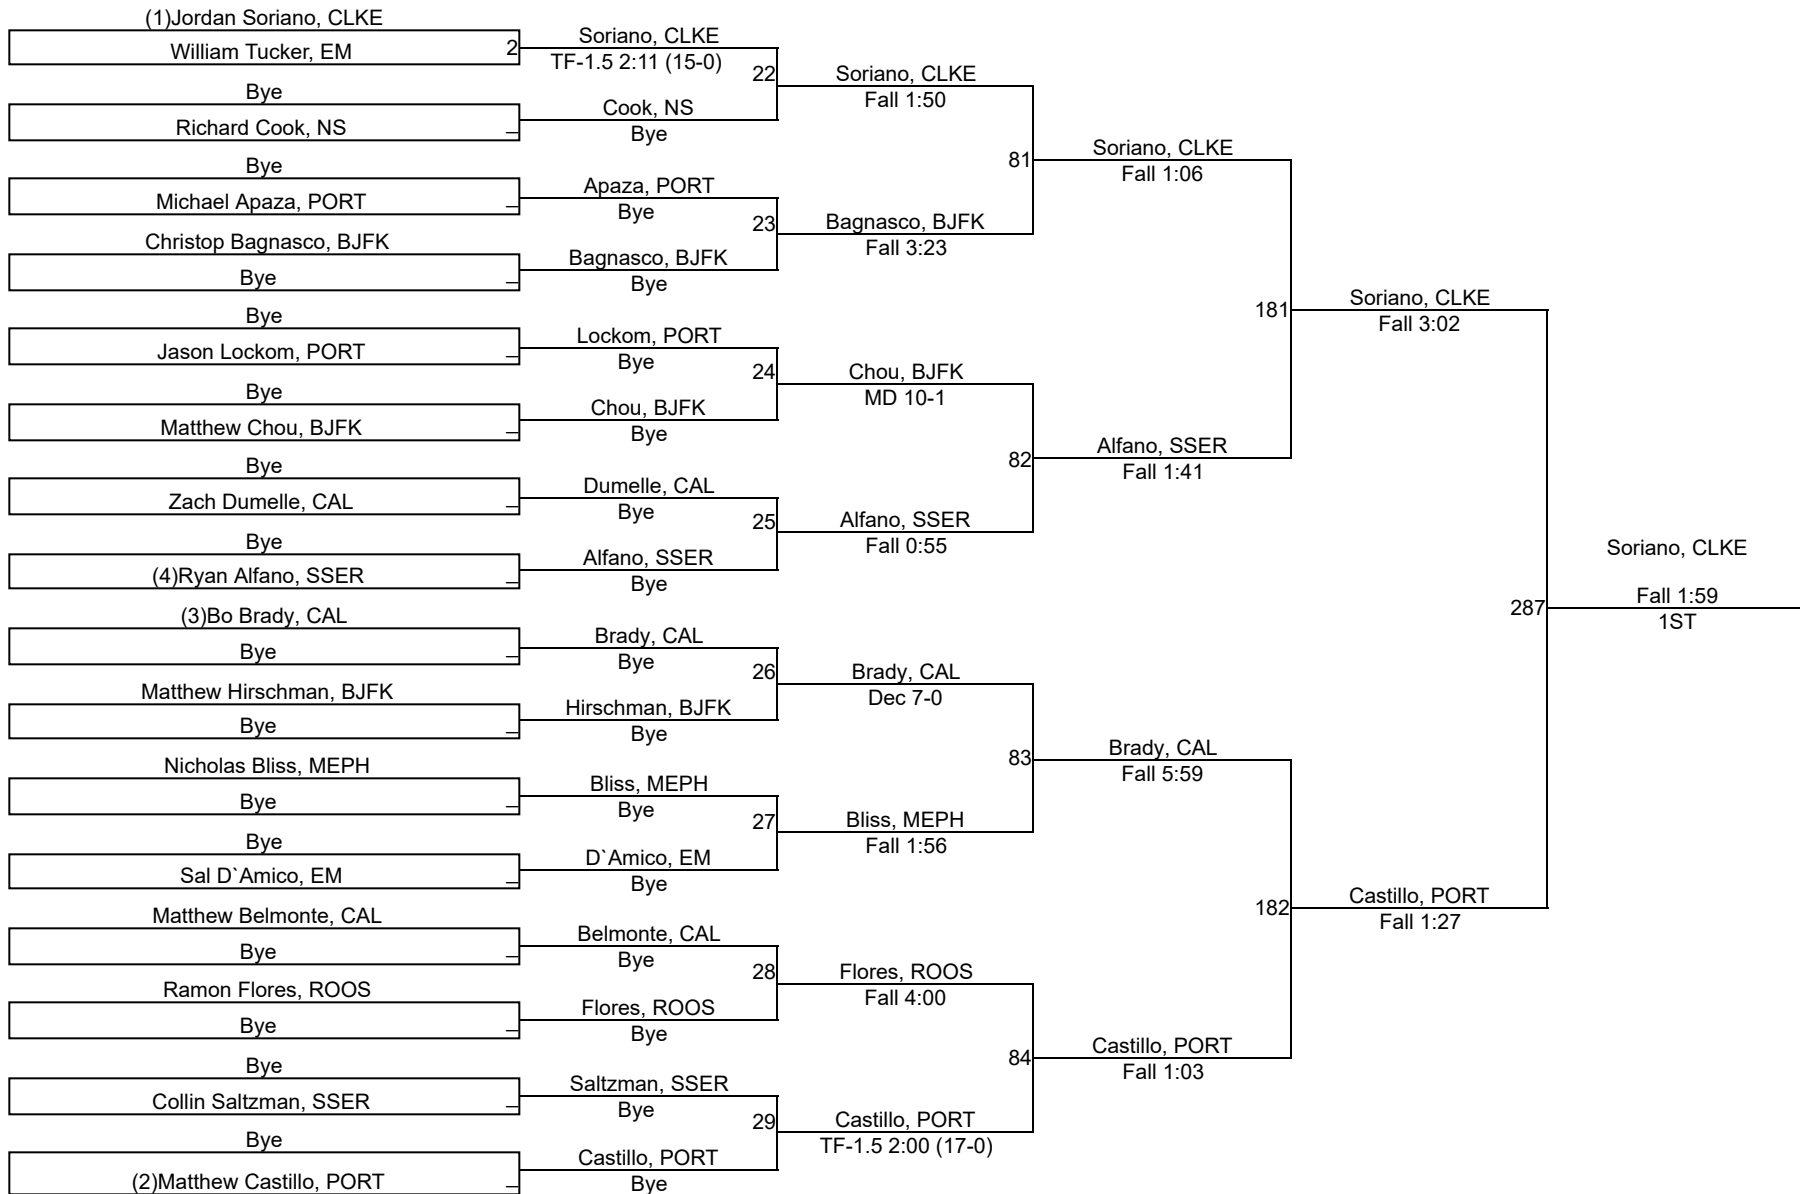 (1)Jordan Soriano, CLKE
William Tucker, EM
2
Bye
Richard Cook, NS
Bye
Michael Apaza, PORT
Christop Bagnasco, BJFK
Bye
Bye
Jason Lockom, PORT
Bye
Matthew Chou, BJFK
Bye
Zach Dumelle, CAL
Bye
(4)Ryan Alfano, SSER
(3)Bo Brady, CAL
Bye
Matthew Hirschman, BJFK
Bye
Nicholas Bliss, MEPH
Bye
Bye
Sal D`Amico, EM
Matthew Belmonte, CAL
Bye
Ramon Flores, ROOS
Bye
Bye
Collin Saltzman, SSER
Bye
(2)Matthew Castillo, PORT
Soriano, CLKE
TF-1.5 2:11 (15-0)
22
Cook, NS
Bye
Apaza, PORT
Bye
23
Bagnasco, BJFK
Bye
Lockom, PORT
Bye
24
Chou, BJFK
Bye
Dumelle, CAL
Bye
25
Alfano, SSER
Bye
Brady, CAL
Bye
26
Hirschman, BJFK
Bye
Bliss, MEPH
Bye
27
D`Amico, EM
Bye
Belmonte, CAL
Bye
28
Flores, ROOS
Bye
Saltzman, SSER
Bye
29
Castillo, PORT
Bye
Soriano, CLKE
Fall 1:50
81
Bagnasco, BJFK
Fall 3:23
Chou, BJFK
MD 10-1
82
Alfano, SSER
Fall 0:55
Brady, CAL
Dec 7-0
83
Bliss, MEPH
Fall 1:56
Flores, ROOS
Fall 4:00
84
Castillo, PORT
TF-1.5 2:00 (17-0)
Soriano, CLKE
Fall 1:06
181
Alfano, SSER
Fall 1:41
Brady, CAL
Fall 5:59
182
Castillo, PORT
Fall 1:03
Soriano, CLKE
Fall 3:02
287
Castillo, PORT
Fall 1:27
Soriano, CLKE
Fall 1:59
1ST